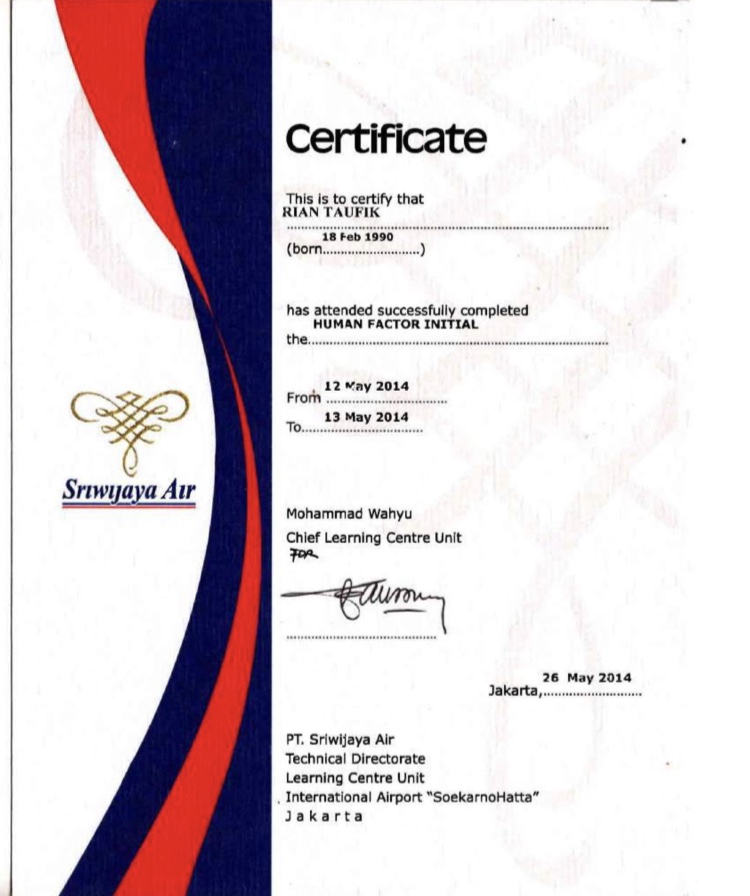 Certificate
This is to certify that
RIAN TAUFIK
18 Feb 1990
(born........................)
has attended successfully completed
HUMAN FACTOR INITIAL
the...........................................................................
12 May 2014
From ..............................
13 May 2014
To..............................
Sriwijaya Air
Mohammad Wahyu
Chief Learning Centre Unit
FOR
26 May 2014
Jakarta,.........................
PT. Sriwijaya Air
Technical Directorate
Learning Centre Unit
International Airport “SoekarnoHatta”
Jakarta